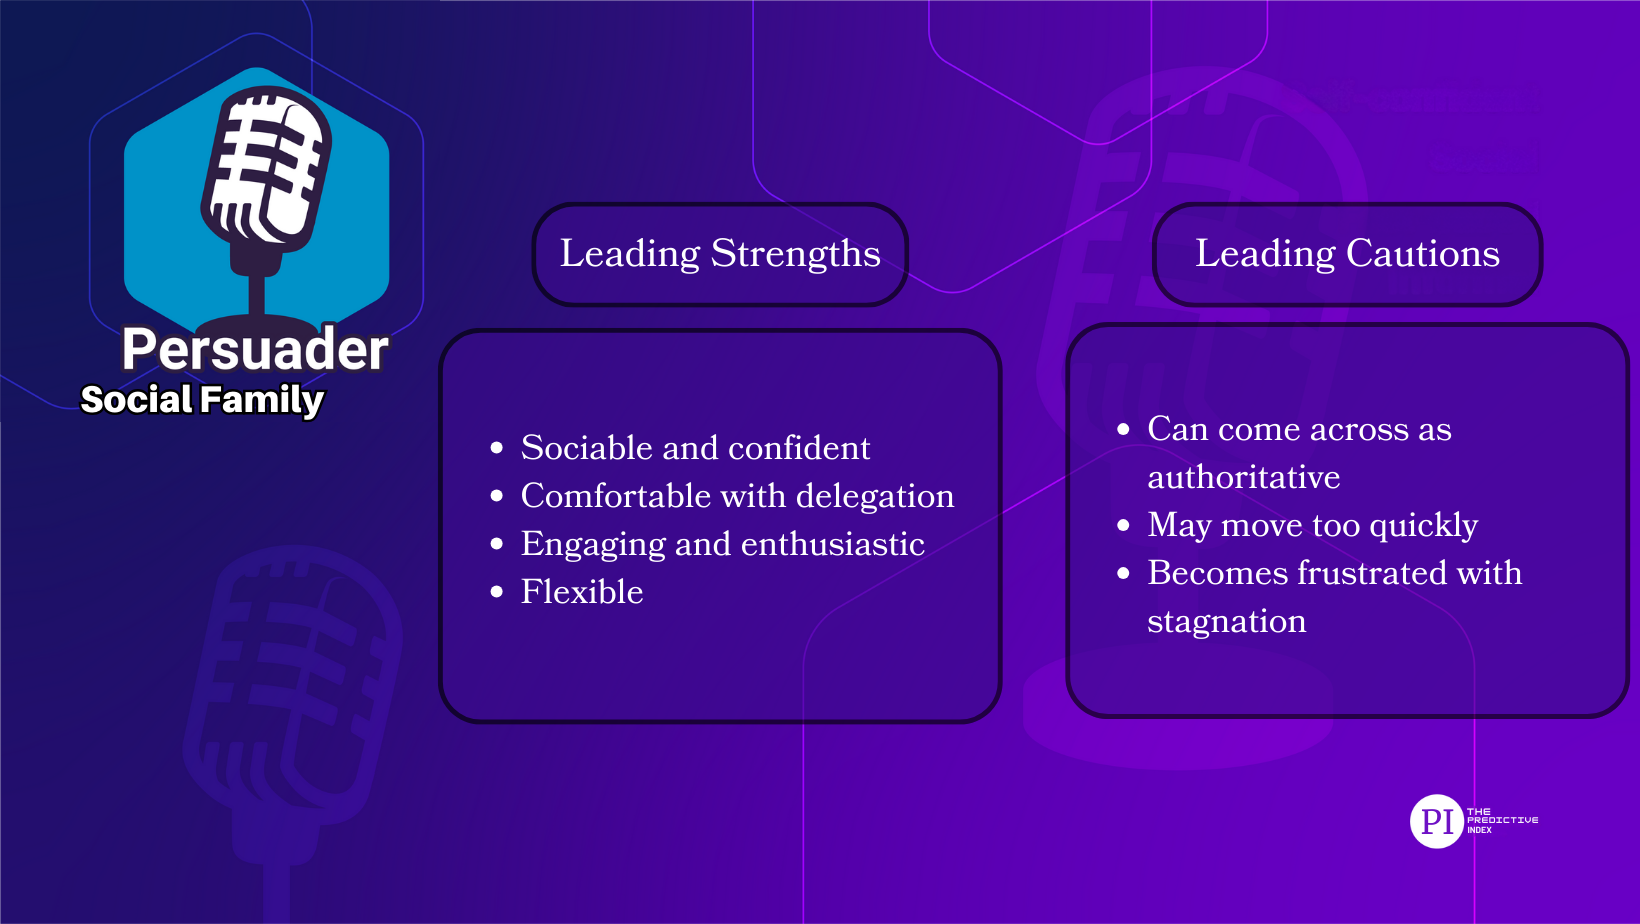 Persuader
Social Family
Leading Strengths
• Sociable and confident
• Comfortable with delegation
• Engaging and enthusiastic
• Flexible
Leading Cautions
• Can come across as
authoritative
• May move too quickly
• Becomes frustrated with
stagnation
PI
THE
PREDICTIVE
INDEX